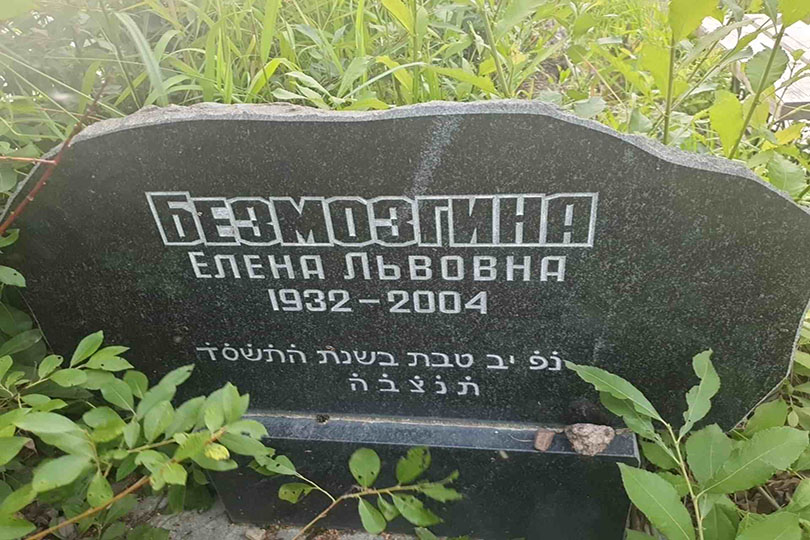 БЕЗМОЗГИНА
ЕЛЕНА ЛЬВОВНА
1932 – 2004
נפ יב טבת בשנת התשסד
תנצבה